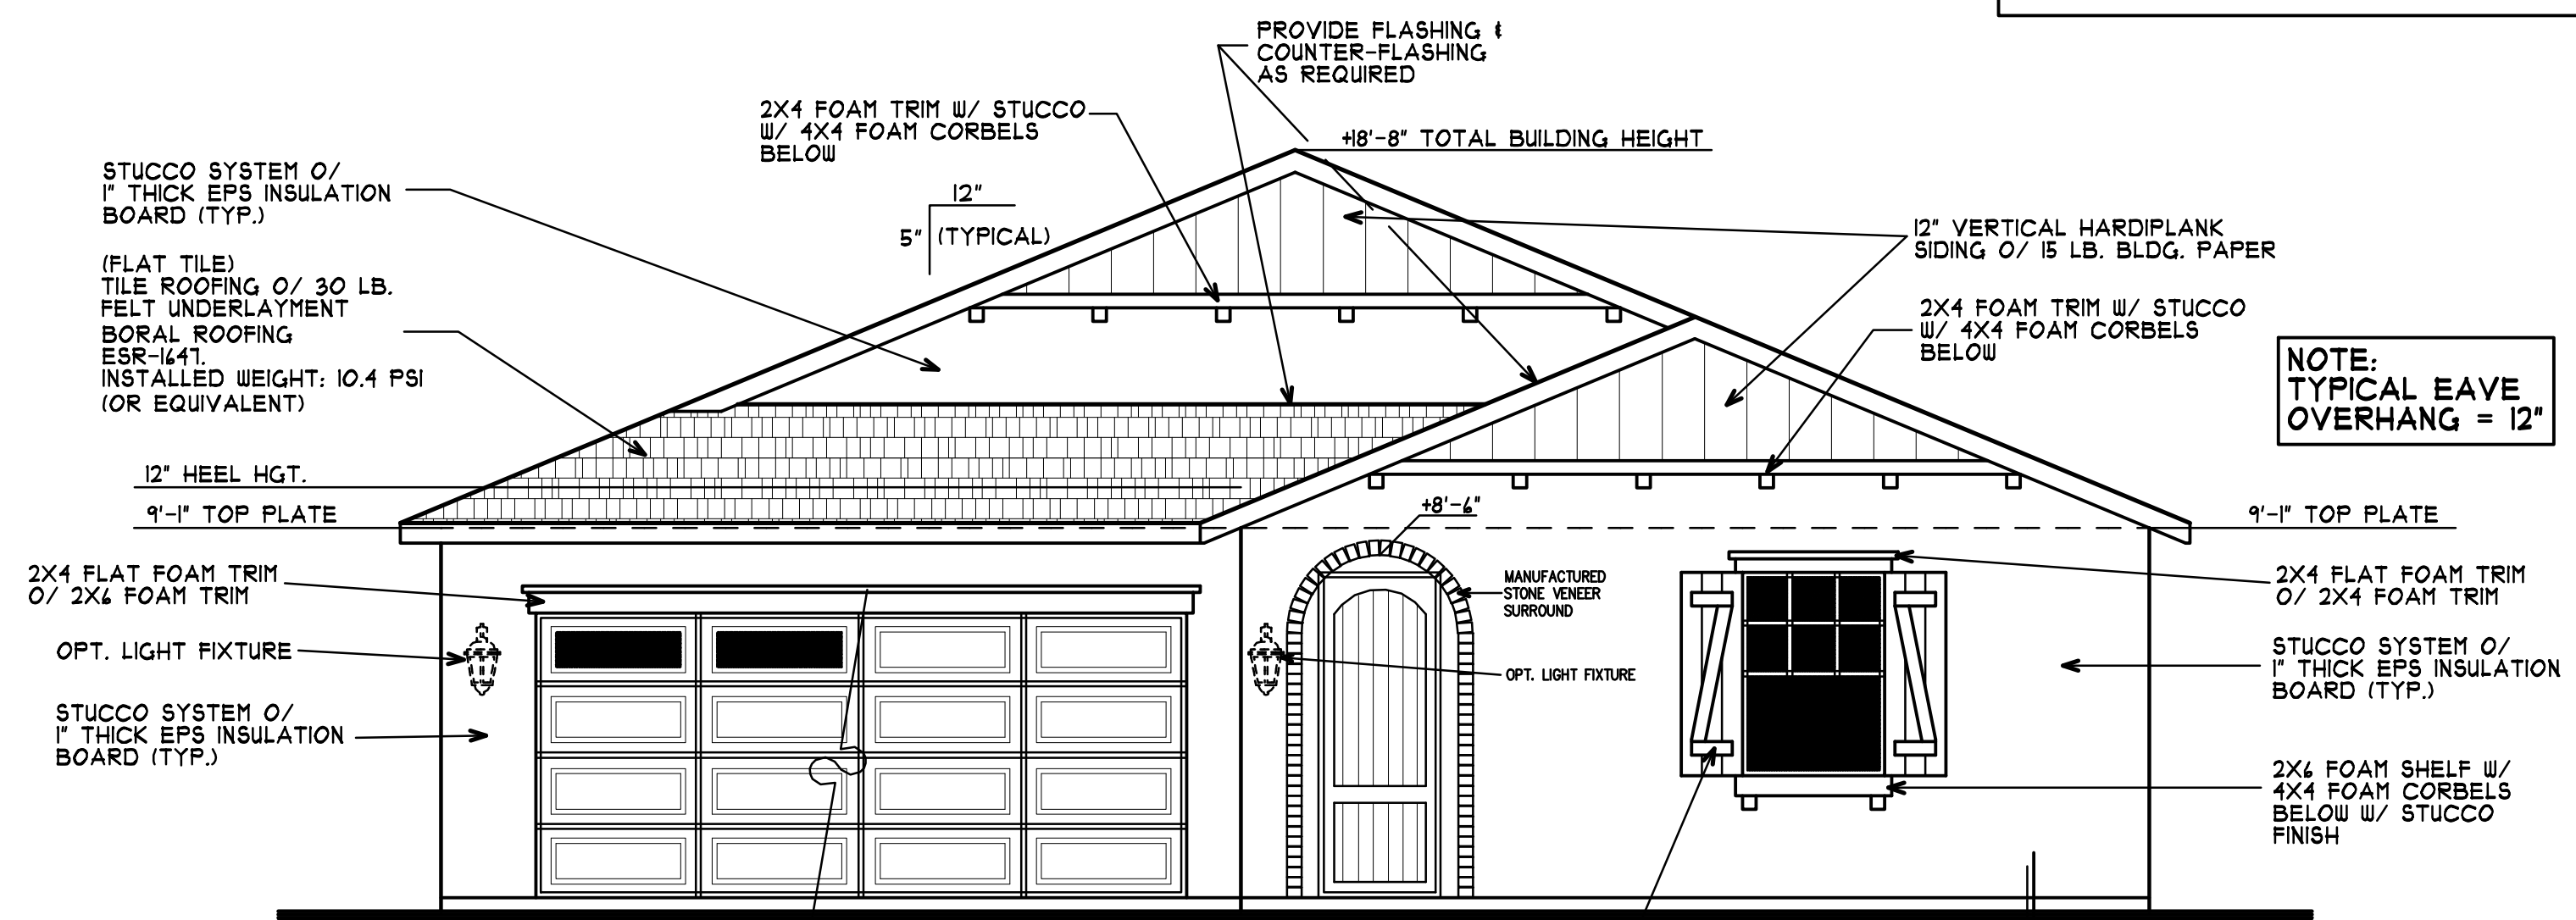 PROVIDE FLASHING &
COUNTER-FLASHING
AS REQUIRED
2X4 FOAM TRIM W/ STUCCO
W/ 4X4 FOAM CORBELS
BELOW
+18'-8" TOTAL BUILDING HEIGHT
STUCCO SYSTEM O/
1" THICK EPS INSULATION
BOARD (TYP.)
12"
5" (TYPICAL)
12" VERTICAL HARDIPLANK
SIDING O/ 15 LB. BLDG. PAPER
(FLAT TILE)
TILE ROOFING O/ 30 LB.
FELT UNDERLAYMENT
BORAL ROOFING
ESR-1647.
INSTALLED WEIGHT: 10.4 PSI
(OR EQUIVALENT)
2X4 FOAM TRIM W/ STUCCO
W/ 4X4 FOAM CORBELS
BELOW
NOTE:
TYPICAL EAVE
OVERHANG = 12"
12" HEEL HGT.
9'-1" TOP PLATE
+8'-6"
9'-1" TOP PLATE
2X4 FLAT FOAM TRIM
O/ 2X6 FOAM TRIM
MANUFACTURED
STONE VENEER
SURROUND
2X4 FLAT FOAM TRIM
O/ 2X4 FOAM TRIM
OPT. LIGHT FIXTURE
OPT. LIGHT FIXTURE
STUCCO SYSTEM O/
1" THICK EPS INSULATION
BOARD (TYP.)
STUCCO SYSTEM O/
1" THICK EPS INSULATION
BOARD (TYP.)
2X6 FOAM SHELF W/
4X4 FOAM CORBELS
BELOW W/ STUCCO
FINISH